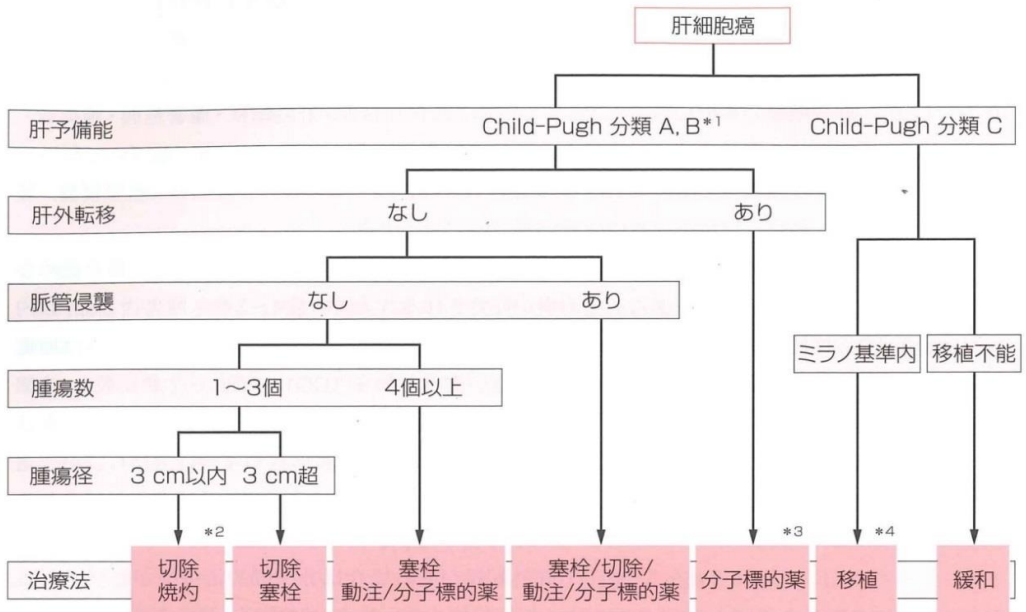 肝細胞癌
肝予備能 Child-Pugh 分類 A, B*1 Child-Pugh 分類 C
肝外転移 なし あり
脈管侵襲 なし あり
ミラノ基準内 移植不能
腫瘍数 1〜3個 4個以上
腫瘍径 3 cm以内 3 cm超
*2 *3 *4
治療法 切除 切除 塞栓 塞栓/切除/ 分子標的薬 移植 緩和
焼灼 塞栓 動注/分子標的薬 動注/分子標的薬